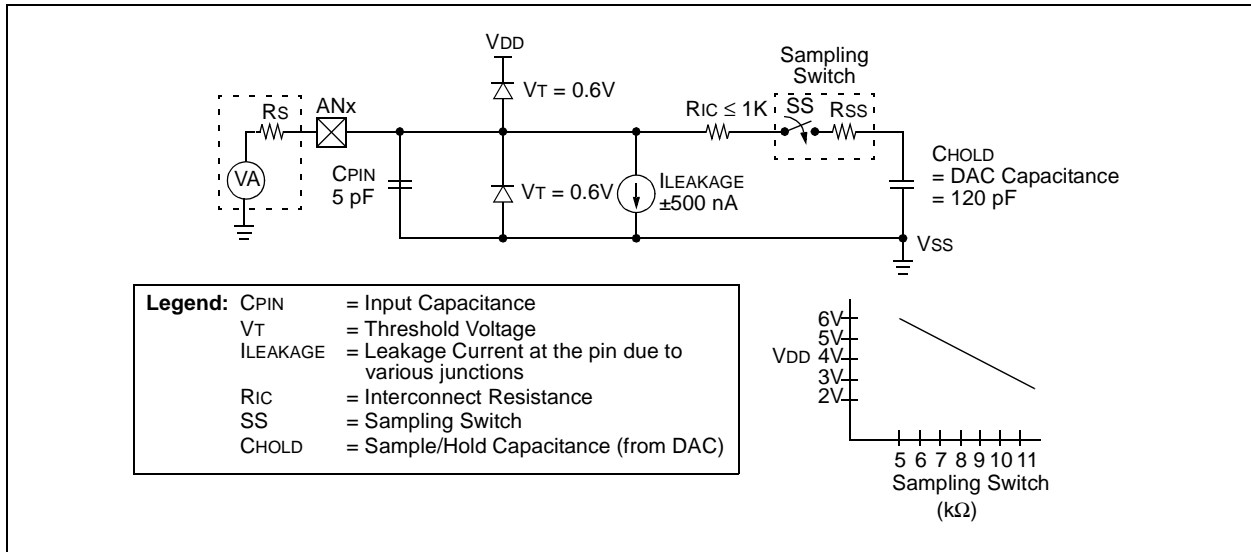 VDD
VT = 0.6V
Sampling
Switch
RS
ANx
RIC ≤ 1K
SS
RSS
VA
CPIN
5 pF
VT = 0.6V
ILEAKAGE
±500 nA
CHOLD
= DAC Capacitance
= 120 pF
VSS
Legend: CPIN = Input Capacitance
VT = Threshold Voltage
ILEAKAGE = Leakage Current at the pin due to
various junctions
RIC = Interconnect Resistance
SS = Sampling Switch
CHOLD = Sample/Hold Capacitance (from DAC)
6V
5V
VDD 4V
3V
2V
5 6 7 8 9 10 11
Sampling Switch
(kΩ)